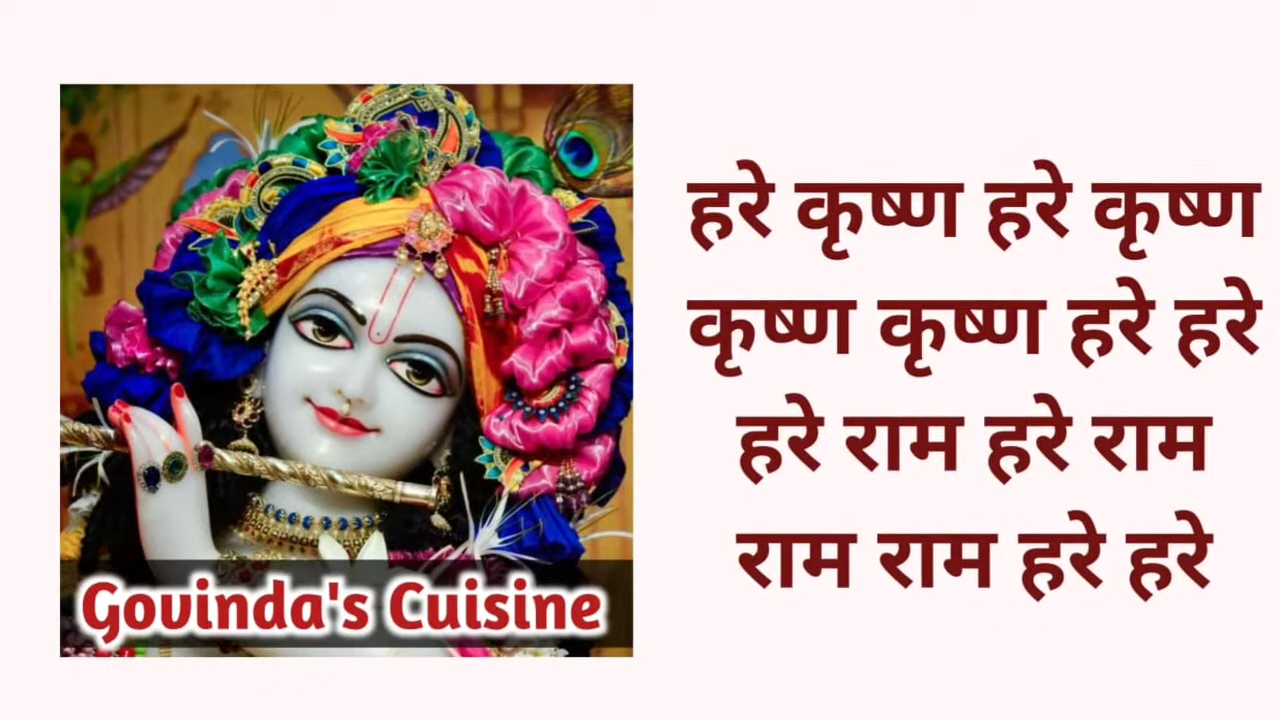 Govinda's Cuisine
हरे कृष्ण हरे कृष्ण
कृष्ण कृष्ण हरे हरे
हरे राम हरे राम
राम राम हरे हरे